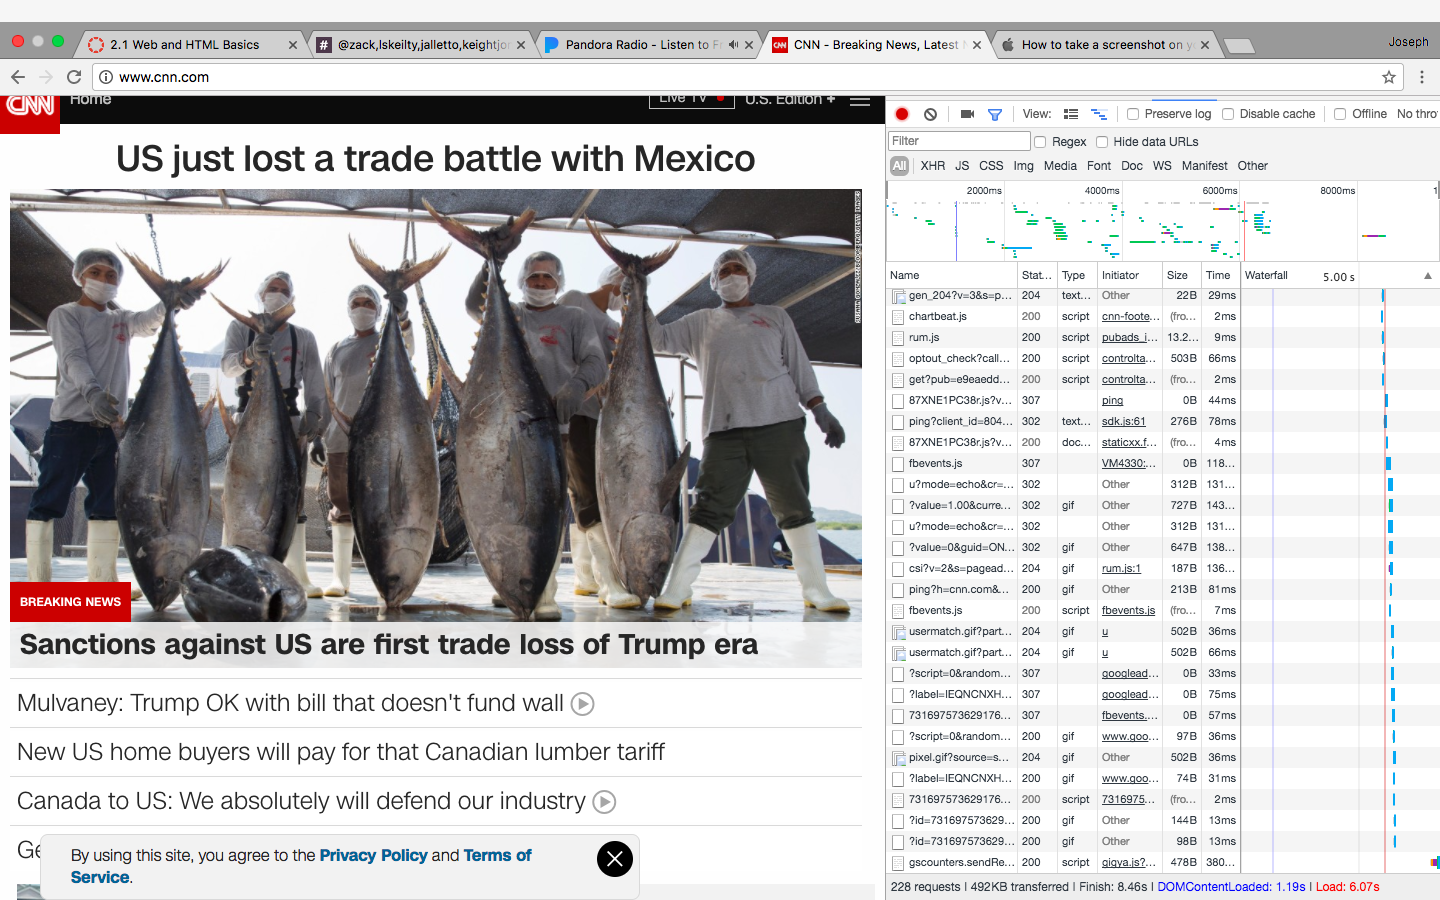 2.1 Web and HTML Basics
@zack,lskeilty,jalletto,keightjor
Pandora Radio - Listen to Fr
CNN - Breaking News, Latest N
How to take a screenshot on y
Joseph
www.cnn.com
CNN
Home
Live TV
U.S. Edition +
US just lost a trade battle with Mexico
BREAKING NEWS
Sanctions against US are first trade loss of Trump era
Mulvaney: Trump OK with bill that doesn't fund wall
New US home buyers will pay for that Canadian lumber tariff
Canada to US: We absolutely will defend our industry
Ge
By using this site, you agree to the Privacy Policy and Terms of
Service.
View: Preserve log Disable cache Offline No thro
Filter Regex Hide data URLs
All XHR JS CSS Img Media Font Doc WS Manifest Other
2000ms 4000ms 6000ms 8000ms 1
Name Stat... Type Initiator Size Time Waterfall 5.00 s
gen_204?v=3&s=p... 204 text... Other 22B 29ms
chartbeat.js 200 script cnn-foote... (fro... 2ms
rum.js 200 script pubads_i... 13.2... 9ms
optout_check?call... 200 script controlta... 503B 66ms
get?pub=e9eaedd... 200 script controlta... (fro... 2ms
87XNE1PC38r.js?v... 307 ping 0B 44ms
ping?client_id=804... 302 text... sdk.js:61 276B 78ms
87XNE1PC38r.js?v... 200 doc... staticxx.f... (fro... 4ms
fbevents.js 307 VM4330:... 0B 118...
u?mode=echo&cr=... 302 Other 312B 131...
?value=1.00&curre... 302 gif Other 727B 143...
u?mode=echo&cr=... 302 Other 312B 131...
?value=0&guid=ON... 302 gif Other 647B 138...
csi?v=2&s=pagead... 204 gif rum.js:1 187B 136...
ping?h=cnn.com&... 200 gif Other 213B 81ms
fbevents.js 200 script fbevents.js (fro... 7ms
usermatch.gif?part... 204 gif u 502B 36ms
usermatch.gif?part... 204 gif u 502B 66ms
?script=0&random... 307 googlead... 0B 33ms
?label=IEQNCNXH... 307 googlead... 0B 75ms
731697573629176... 307 fbevents.... 0B 57ms
?script=0&random... 200 gif www.goo... 97B 36ms
pixel.gif?source=s... 204 gif Other 502B 36ms
?label=IEQNCNXH... 200 gif www.goo... 74B 31ms
731697573629176... 200 script 7316975... (fro... 2ms
?id=731697573629... 200 gif Other 144B 13ms
?id=731697573629... 200 gif Other 98B 13ms
gscounters.sendRe... 200 script gigya.js?... 478B 380...
228 requests | 492KB transferred | Finish: 8.46s | DOMContentLoaded: 1.19s | Load: 6.07s